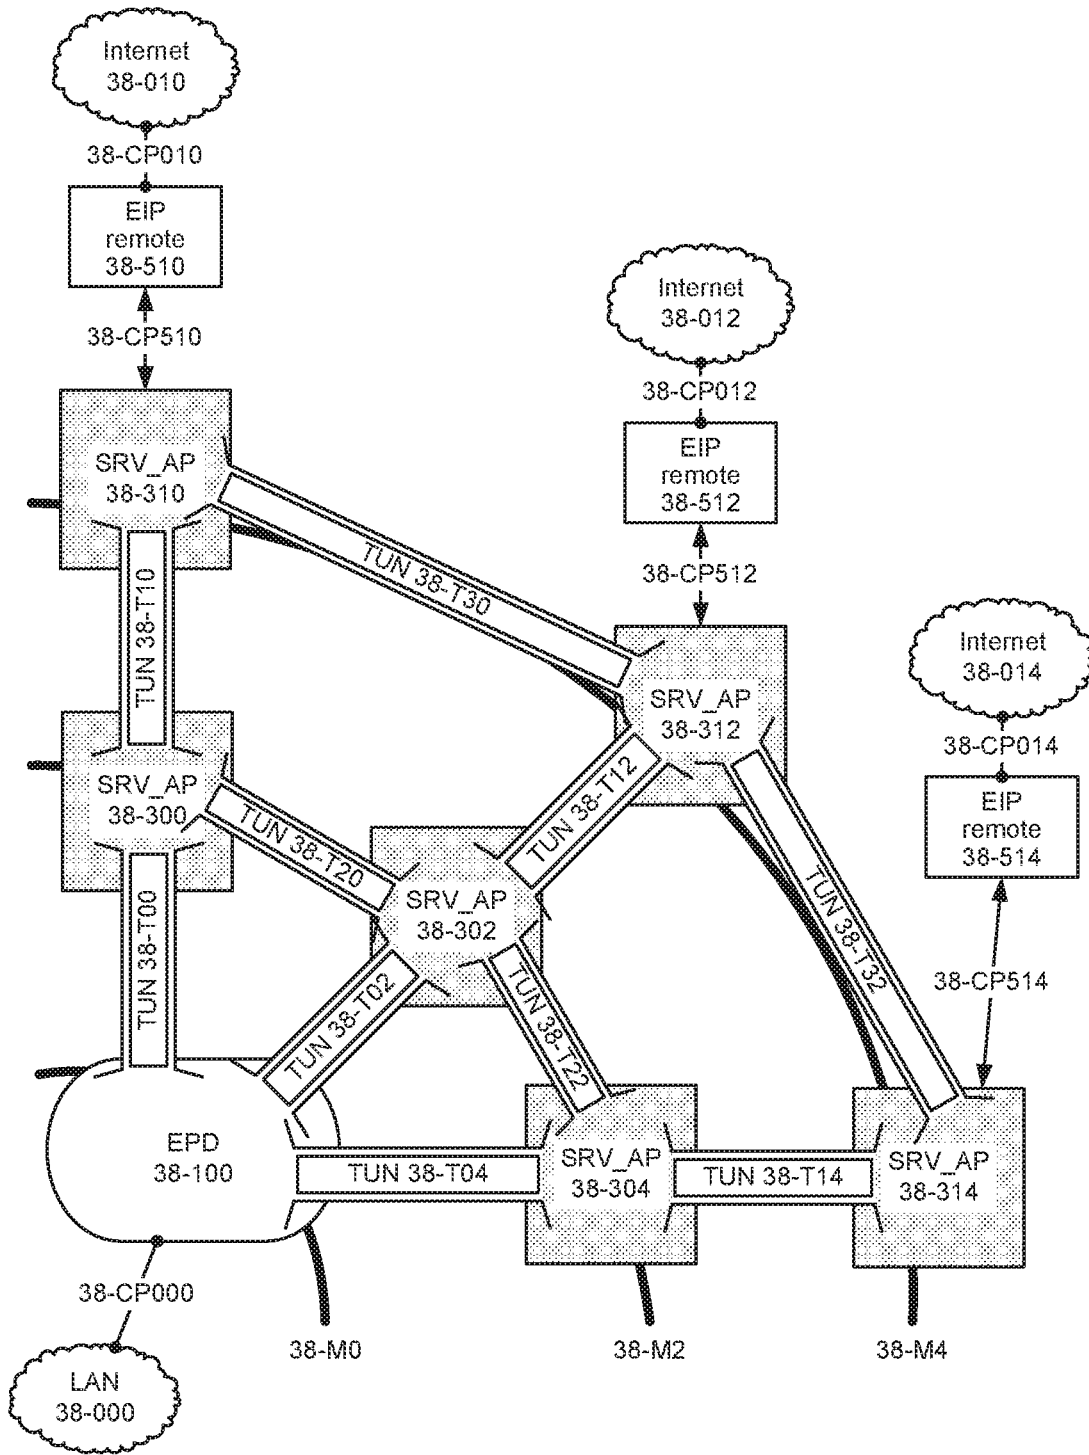 Internet
38-010
38-CP010
EIP
remote
38-510
38-CP510
Internet
38-012
38-CP012
EIP
remote
38-512
38-CP512
SRV_AP
38-310
TUN 38-T30
TUN 38-T10
Internet
38-014
38-CP014
EIP
remote
38-514
38-CP514
SRV_AP
38-312
TUN 38-T12
TUN 38-T32
SRV_AP
38-300
TUN 38-T20
TUN 38-T00
SRV_AP
38-302
TUN 38-T02
TUN 38-T22
EPD
38-100
TUN 38-T04
SRV_AP
38-304
TUN 38-T14
SRV_AP
38-314
38-CP000
38-M0
38-M2
38-M4
LAN
38-000